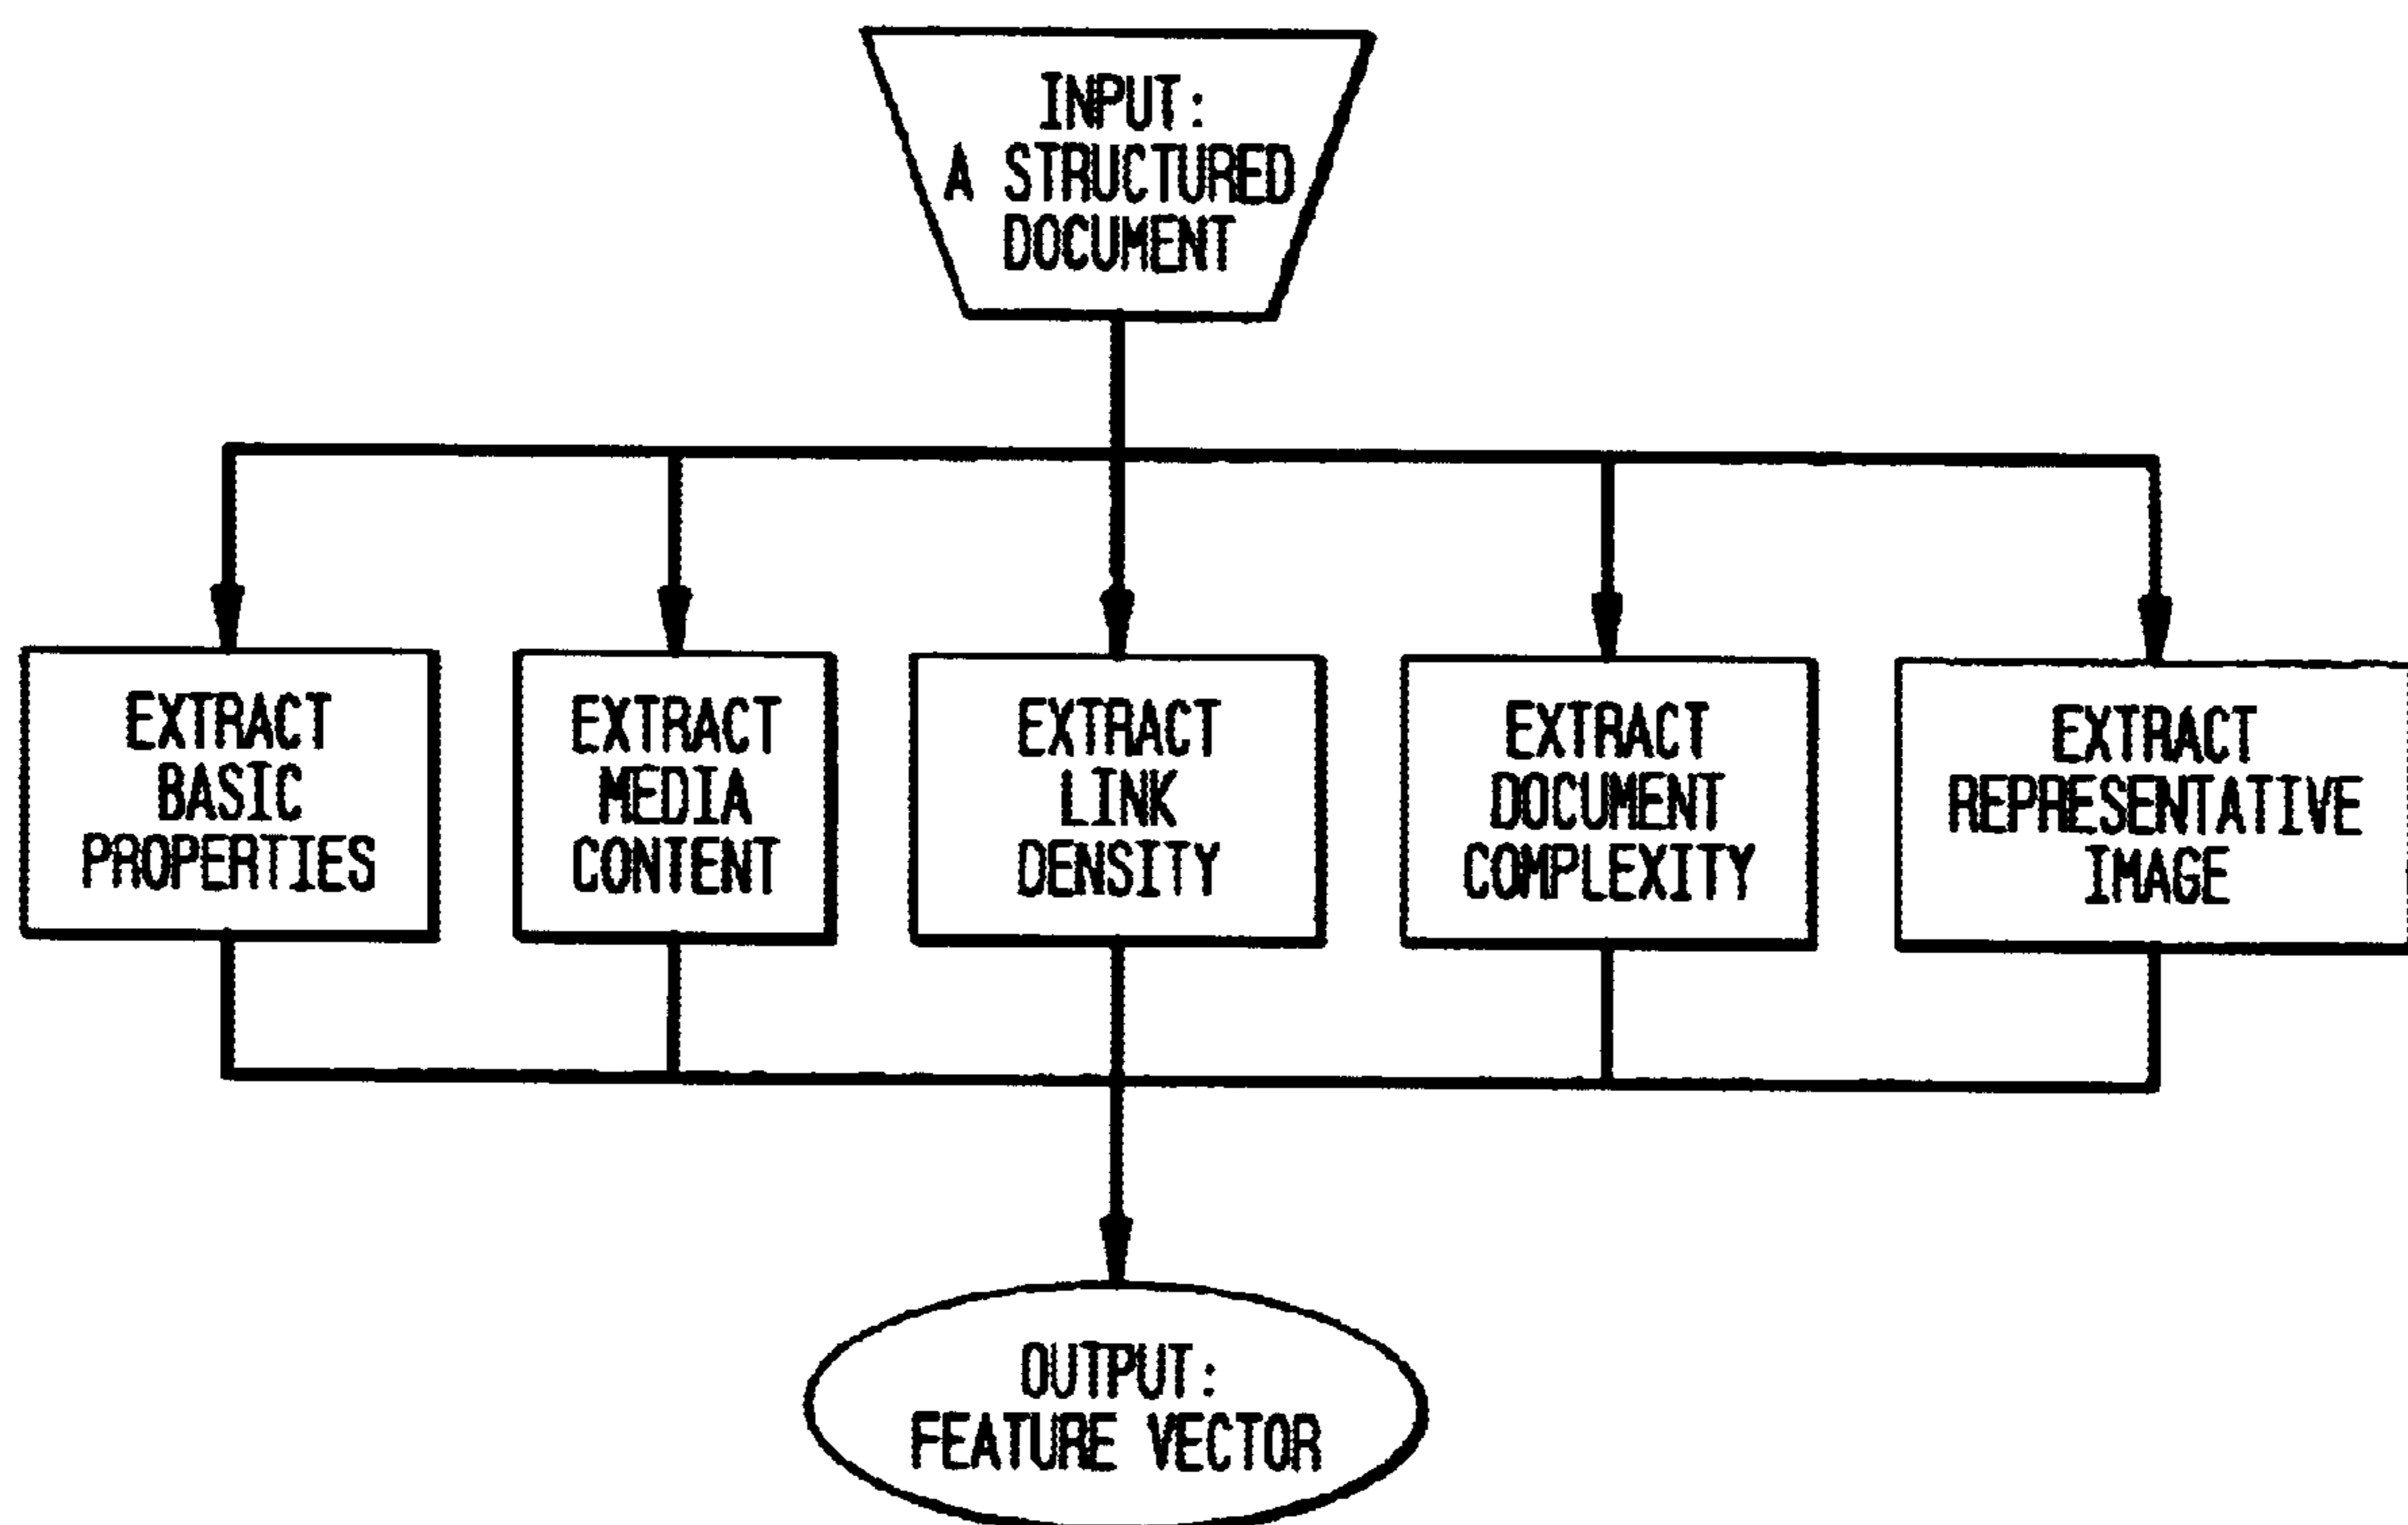 INPUT:
A STRUCTURED
DOCUMENT
EXTRACT
BASIC
PROPERTIES
EXTRACT
MEDIA
CONTENT
EXTRACT
LINK
DENSITY
EXTRACT
DOCUMENT
COMPLEXITY
EXTRACT
REPRESENTATIVE
IMAGE
OUTPUT:
FEATURE VECTOR